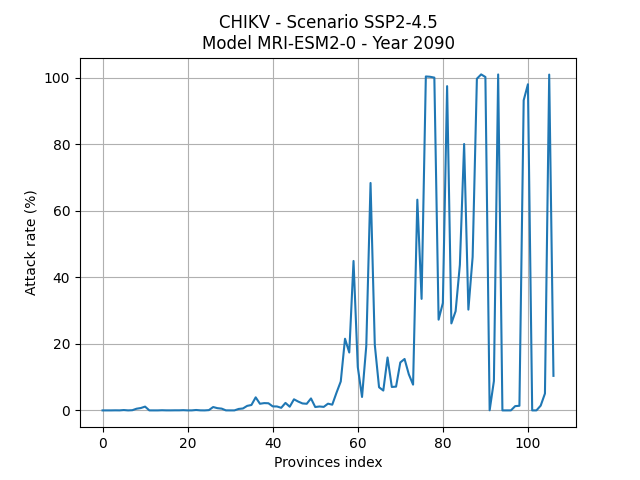 CHIKV - Scenario SSP2-4.5
Model MRI-ESM2-0 - Year 2090
Attack rate (%)
100
80
60
40
20
0
0 20 40 60 80 100
Provinces index